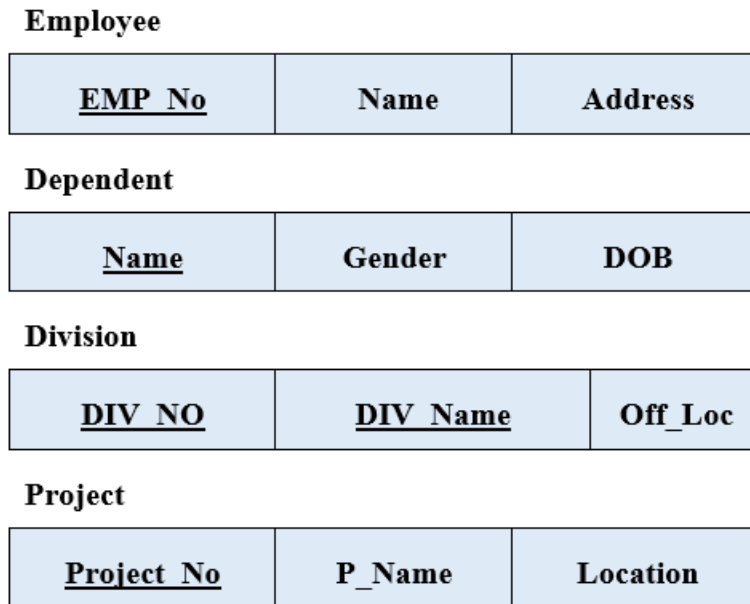 Employee
EMP_No Name Address
Dependent
Name Gender DOB
Division
DIV_NO DIV_Name Off_Loc
Project
Project_No P_Name Location